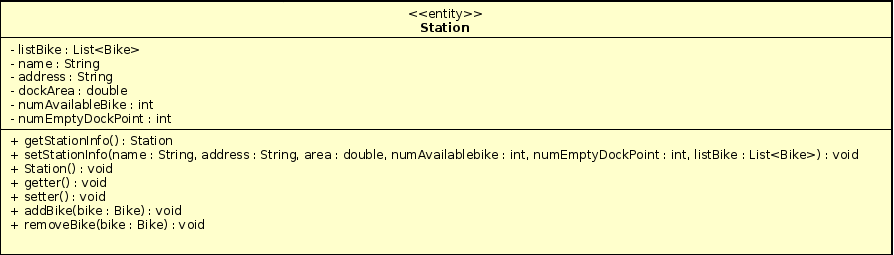 <<entity>>
Station
- listBike : List<Bike>
- name : String
- address : String
- dockArea : double
- numAvailableBike : int
- numEmptyDockPoint : int
+ getStationInfo() : Station
+ setStationInfo(name : String, address : String, area : double, numAvailablebike : int, numEmptyDockPoint : int, listBike : List<Bike>) : void
+ Station() : void
+ getter() : void
+ setter() : void
+ addBike(bike : Bike) : void
+ removeBike(bike : Bike) : void